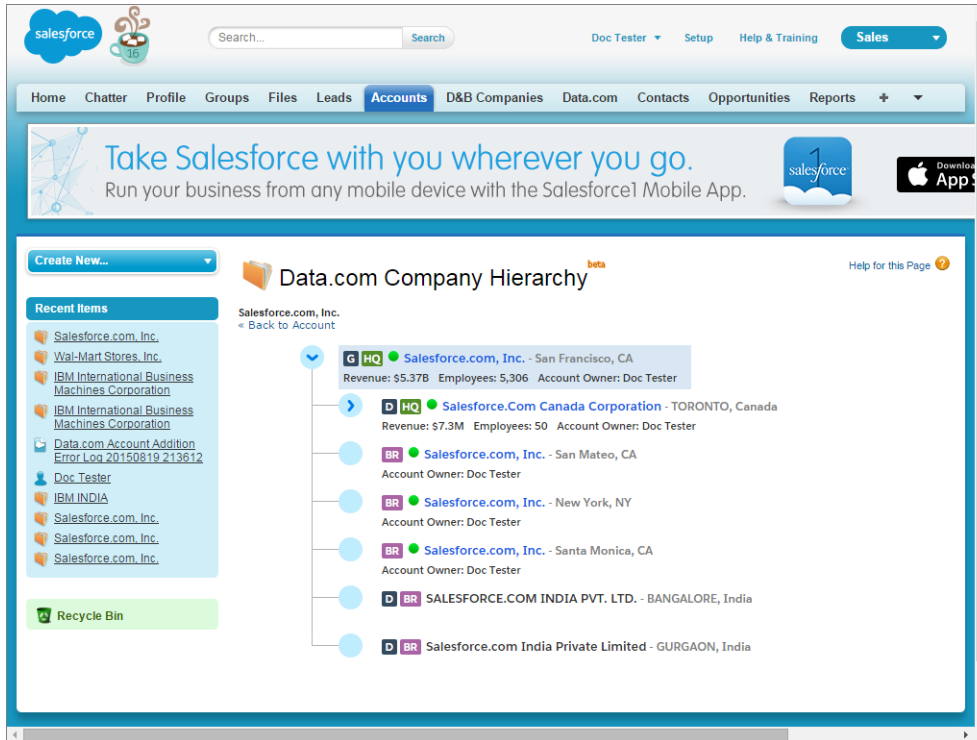 salesforce
16
Search...
Search
Doc Tester
Setup
Help & Training
Sales
Home Chatter Profile Groups Files Leads Accounts D&B Companies Data.com Contacts Opportunities Reports +
Take Salesforce with you wherever you go.
Run your business from any mobile device with the Salesforce1 Mobile App.
1
salesforce
Downloa
App S
Create New...
Recent Items
Salesforce.com, Inc.
Wal-Mart Stores, Inc.
IBM International Business
Machines Corporation
IBM International Business
Machines Corporation
Data.com Account Addition
Error Log 20150819 213612
Doc Tester
IBM INDIA
Salesforce.com, Inc.
Salesforce.com, Inc.
Salesforce.com, Inc.
Recycle Bin
Data.com Company Hierarchy beta
Help for this Page ?
Salesforce.com, Inc.
« Back to Account
G HQ Salesforce.com, Inc. - San Francisco, CA
Revenue: $5.37B Employees: 5,306 Account Owner: Doc Tester
D HQ Salesforce.Com Canada Corporation - TORONTO, Canada
Revenue: $7.3M Employees: 50 Account Owner: Doc Tester
BR Salesforce.com, Inc. - San Mateo, CA
Account Owner: Doc Tester
BR Salesforce.com, Inc. - New York, NY
Account Owner: Doc Tester
BR Salesforce.com, Inc. - Santa Monica, CA
Account Owner: Doc Tester
D BR SALESFORCE.COM INDIA PVT. LTD. - BANGALORE, India
D BR Salesforce.com India Private Limited - GURGAON, India